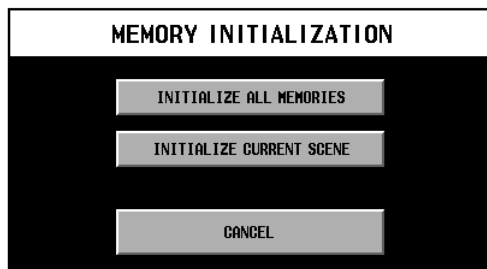 MEMORY INITIALIZATION
INITIALIZE ALL MEMORIES
INITIALIZE CURRENT SCENE
CANCEL